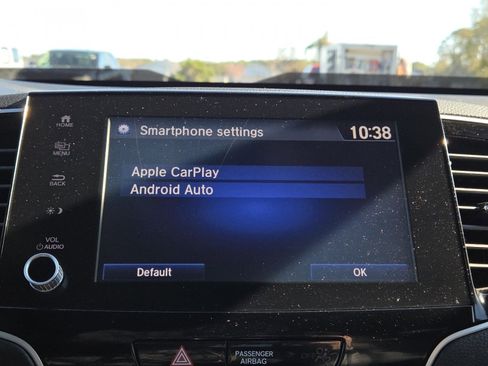 Smartphone settings 10:38
HOME
MENU
Apple CarPlay
BACK
Android Auto
VOL
AUDIO
Default OK
PASSENGER
AIRBAG